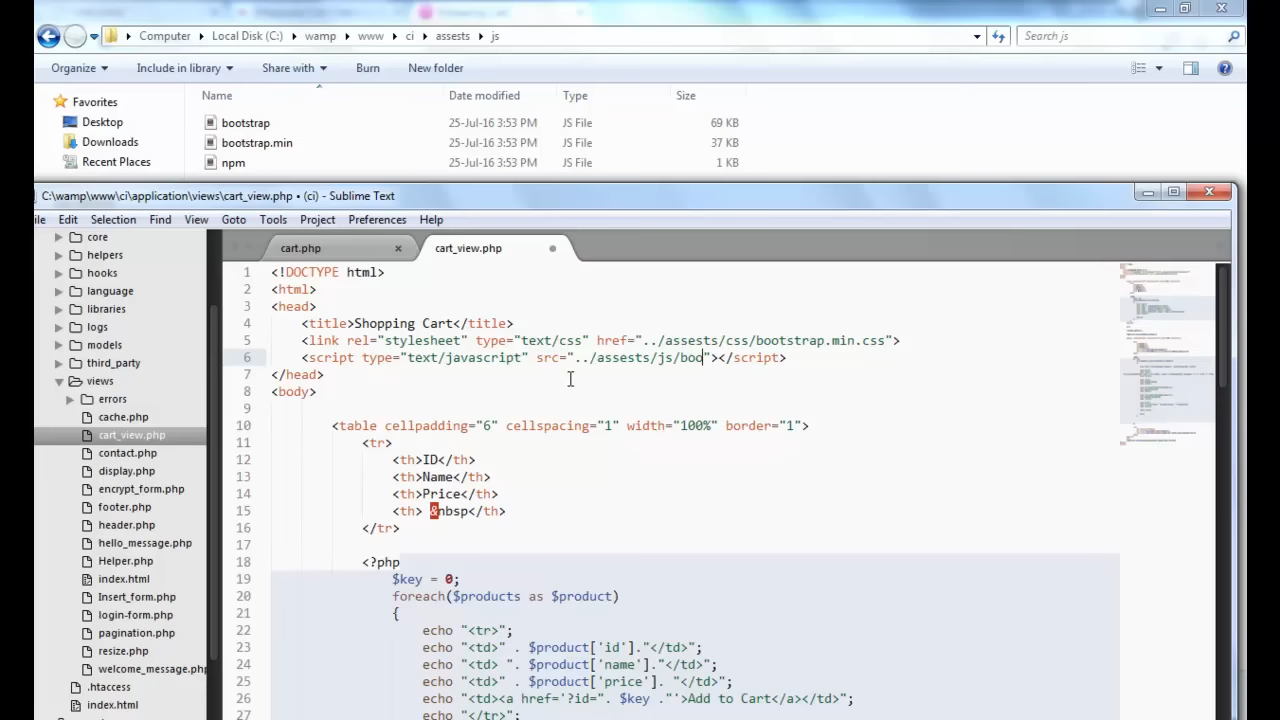 Computer Local Disk (C:) wamp www ci assests js Search js
Organize Include in library Share with Burn New folder
Favorites Name Date modified Type Size
Desktop bootstrap 25-Jul-16 3:53 PM JS File 69 KB
Downloads bootstrap.min 25-Jul-16 3:53 PM JS File 37 KB
Recent Places npm 25-Jul-16 3:53 PM JS File 1 KB
C:\wamp\www\ci\application\views\cart_view.php • (ci) - Sublime Text
ile Edit Selection Find View Goto Tools Project Preferences Help
core
helpers
hooks
language
libraries
logs
models
third_party
views
errors
cache.php
cart_view.php
contact.php
display.php
encrypt_form.php
footer.php
header.php
hello_message.php
Helper.php
index.html
Insert_form.php
login-form.php
pagination.php
resize.php
welcome_message.php
.htaccess
index.html
cart.php cart_view.php
1 <!DOCTYPE html>
2 <html>
3 <head>
4 <title>Shopping Cart</title>
5 <link rel="stylesheet" type="text/css" href="../assests/css/bootstrap.min.css">
6 <script type="text/javascript" src="../assests/js/boo"></script>
7 </head>
8 <body>
9
10 <table cellpadding="6" cellspacing="1" width="100%" border="1">
11 <tr>
12 <th>ID</th>
13 <th>Name</th>
14 <th>Price</th>
15 <th> &nbsp</th>
16 </tr>
17
18 <?php
19 $key = 0;
20 foreach($products as $product)
21 {
22 echo "<tr>";
23 echo "<td>" . $product['id']."</td>";
24 echo "<td> ". $product['name']."</td>";
25 echo "<td>" . $product['price']. "</td>";
26 echo "<td><a href='?id=". $key ."'>Add to Cart</a></td>";
27 echo "</tr>";